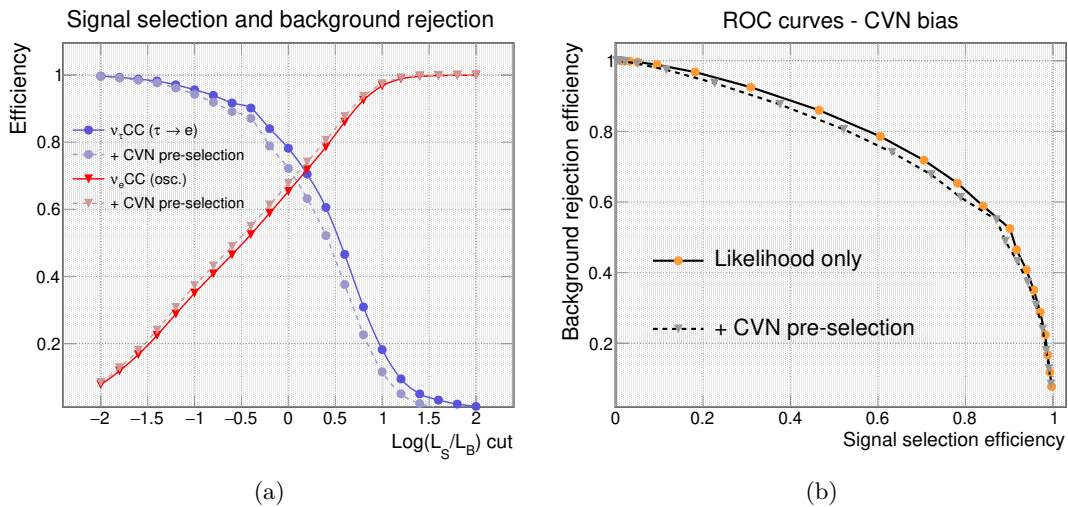 Signal selection and background rejection
Efficiency
1
0.8
0.6
0.4
0.2
ντCC (τ → e)
+ CVN pre-selection
νeCC (osc.)
+ CVN pre-selection
−2 −1.5 −1 −0.5 0 0.5 1 1.5 2
Log(LS/LB) cut
(a)
ROC curves - CVN bias
Background rejection efficiency
1
0.8
0.6
0.4
0.2
Likelihood only
+ CVN pre-selection
0 0.2 0.4 0.6 0.8 1
Signal selection efficiency
(b)